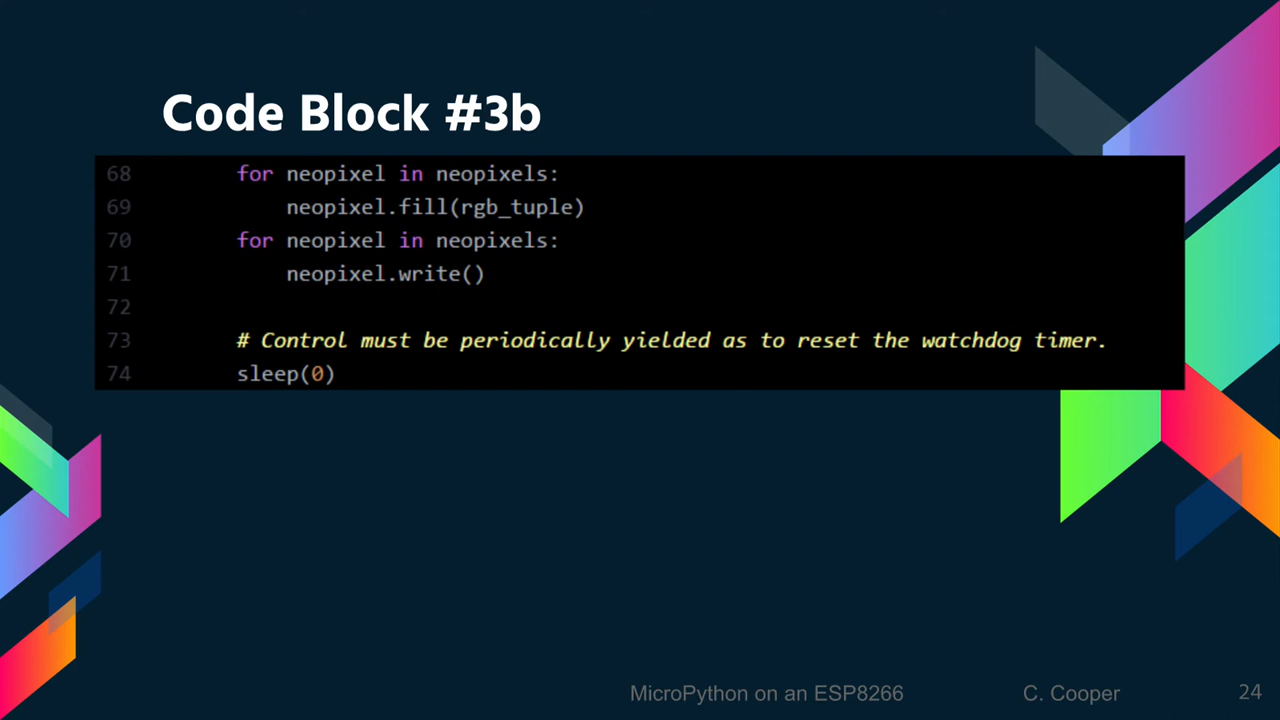 Code Block #3b
68 for neopixel in neopixels:
69 neopixel.fill(rgb_tuple)
70 for neopixel in neopixels:
71 neopixel.write()
72
73 # Control must be periodically yielded as to reset the watchdog timer.
74 sleep(0)
MicroPython on an ESP8266 C. Cooper 24